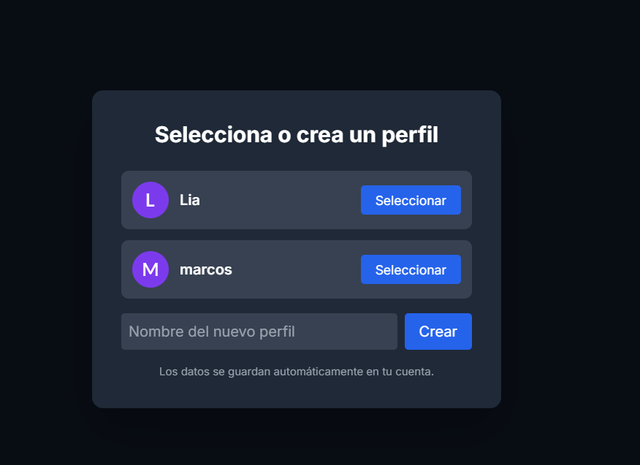 Selecciona o crea un perfil
L Lia Seleccionar
M marcos Seleccionar
Nombre del nuevo perfil Crear
Los datos se guardan automáticamente en tu cuenta.